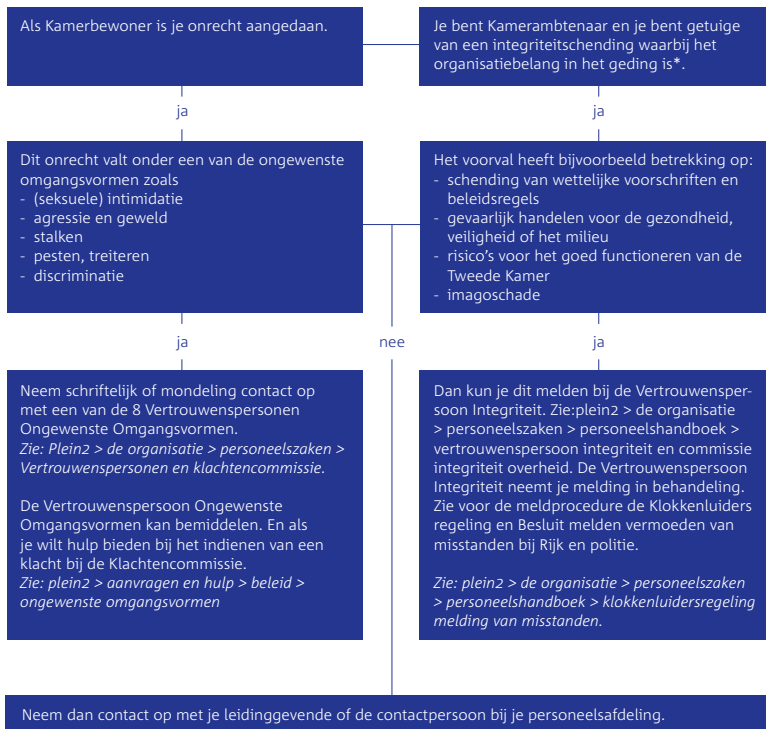 Als Kamerbewoner is je onrecht aangedaan.
Je bent Kamerambtenaar en je bent getuige
van een integriteitschending waarbij het
organisatiebelang in het geding is*.
ja
ja
Dit onrecht valt onder een van de ongewenste
omgangsvormen zoals
- (seksuele) intimidatie
- agressie en geweld
- stalken
- pesten, treiteren
- discriminatie
Het voorval heeft bijvoorbeeld betrekking op:
- schending van wettelijke voorschriften en
beleidsregels
- gevaarlijk handelen voor de gezondheid,
veiligheid of het milieu
- risico's voor het goed functioneren van de
Tweede Kamer
- imagoschade
ja
nee
ja
Neem schriftelijk of mondeling contact op
met een van de 8 Vertrouwenspersonen
Ongewenste Omgangsvormen.
Zie: Plein2 > de organisatie > personeelszaken >
Vertrouwenspersonen en klachtencommissie.
De Vertrouwenspersoon Ongewenste
Omgangsvormen kan bemiddelen. En als
je wilt hulp bieden bij het indienen van een
klacht bij de Klachtencommissie.
Zie: plein2 > aanvragen en hulp > beleid >
ongewenste omgangsvormen
Dan kun je dit melden bij de Vertrouwensper-
soon Integriteit. Zie:plein2 > de organisatie
> personeelszaken > personeelshandboek >
vertrouwenspersoon integriteit en commissie
integriteit overheid. De Vertrouwenspersoon
Integriteit neemt je melding in behandeling.
Zie voor de meldprocedure de Klokkenluiders
regeling en Besluit melden vermoeden van
misstanden bij Rijk en politie.
Zie: plein2 > de organisatie > personeelszaken
> personeelshandboek > klokkenluidersregeling
melding van misstanden.
Neem dan contact op met je leidinggevende of de contactpersoon bij je personeelsafdeling.